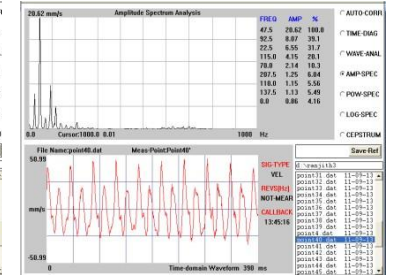 20.62 mm/s Amplitude Spectrum Analysis
FREQ AMP %
47.5 20.62 100.0
92.5 8.07 39.1
22.5 6.55 31.7
115.0 4.15 20.1
70.0 2.14 10.3
207.5 1.25 6.04
110.0 1.15 5.56
137.5 1.13 5.49
0.0 0.86 4.16
0.0 Cursor:1000.0 0.01 1000 Hz
AUTO-CORR
TIME-DIAG
WAVE-ANAL
AMP-SPEC
POW-SPEC
LOG-SPEC
CEPSTRUM
File Name:point40.dat Meas-Point:Point40'
50.99
mm/s
-50.99
0 Time-domain Waveform 390 ms
SIG-TYPE
VEL
REVS(Hz)
NOT-MEAR
CALLBACK
13:45:16
Save-Ref
point31 dat 11-09-13
point32 dat 11-09-13
point33 dat 11-09-13
point34 dat 11-09-13
point35 dat 11-09-13
point36 dat 11-09-13
point37 dat 11-09-13
point38 dat 11-09-13
point39 dat 11-09-13
point4 dat 11-09-13
point40 dat 11-09-13
point41 dat 11-09-13
point42 dat 11-09-13
point43 dat 11-09-13
point44 dat 11-09-13
point45 dat 11-09-13